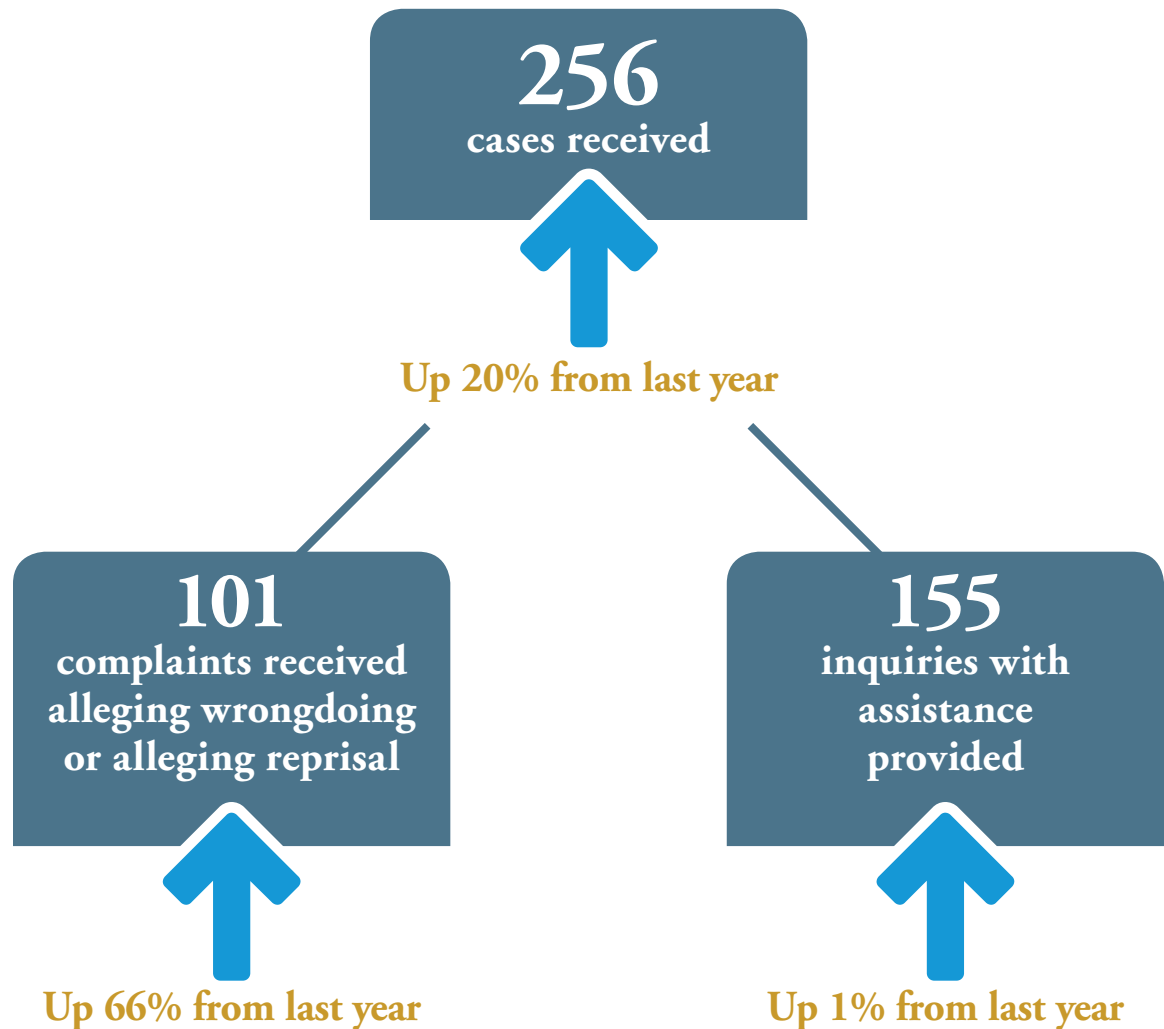 256
cases received
Up 20% from last year
101
complaints received
alleging wrongdoing
or alleging reprisal
Up 66% from last year
155
inquiries with
assistance
provided
Up 1% from last year